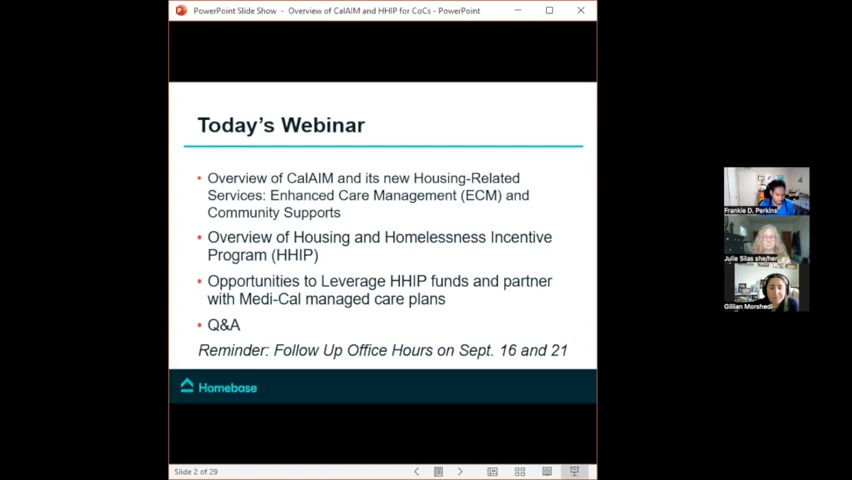 PowerPoint Slide Show - Overview of CalAIM and HHIP for CoCs - PowerPoint
Today's Webinar
• Overview of CalAIM and its new Housing-Related
Services: Enhanced Care Management (ECM) and
Community Supports
• Overview of Housing and Homelessness Incentive
Program (HHIP)
• Opportunities to Leverage HHIP funds and partner
with Medi-Cal managed care plans
• Q&A
Reminder: Follow Up Office Hours on Sept. 16 and 21
Homebase
Slide 2 of 29
Frankie D. Perkins
Julie Silas she/her
Gillian Morshedi